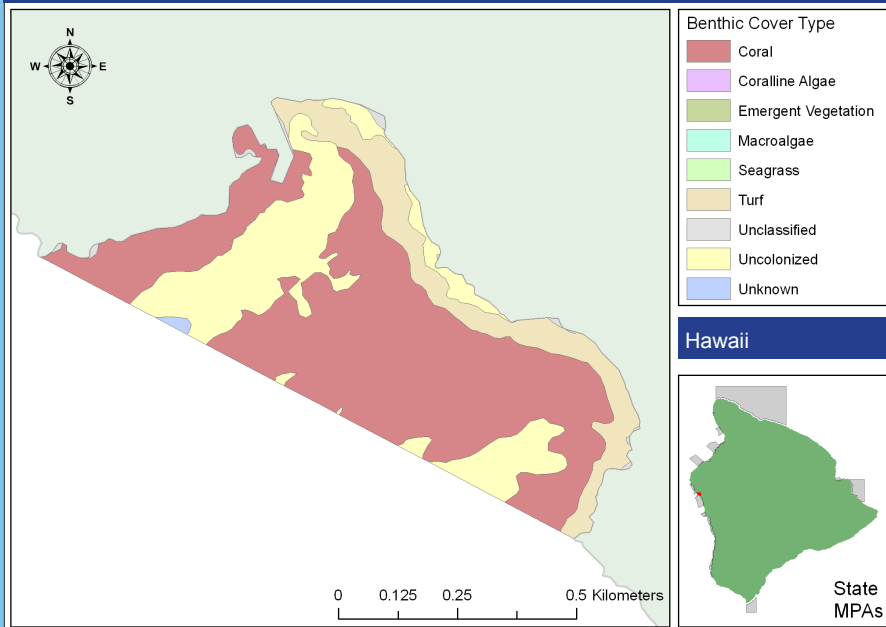 N
W
E
S
Benthic Cover Type
Coral
Coralline Algae
Emergent Vegetation
Macroalgae
Seagrass
Turf
Unclassified
Uncolonized
Unknown
Hawaii
0 0.125 0.25 0.5 Kilometers
State
MPAs